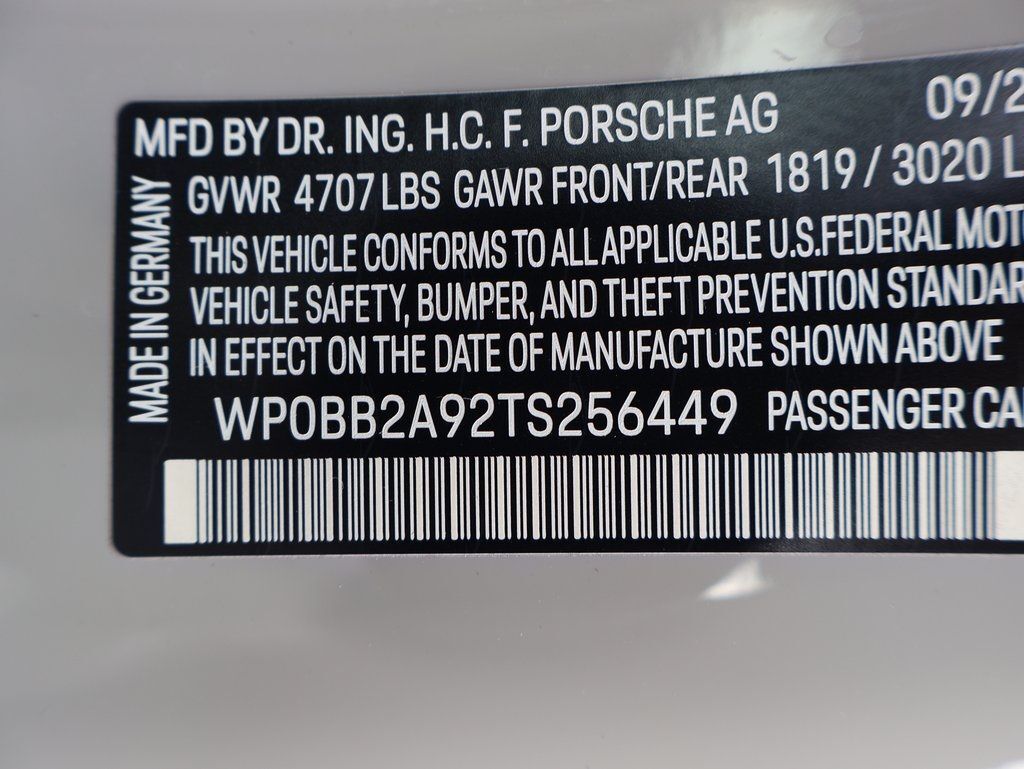 MFD BY DR. ING. H.C. F. PORSCHE AG 09/2
GVWR 4707 LBS GAWR FRONT/REAR 1819 / 3020 L
THIS VEHICLE CONFORMS TO ALL APPLICABLE U.S.FEDERAL MOT
VEHICLE SAFETY, BUMPER, AND THEFT PREVENTION STANDAR
IN EFFECT ON THE DATE OF MANUFACTURE SHOWN ABOVE
WP0BB2A92TS256449 PASSENGER CA
MADE IN GERMANY